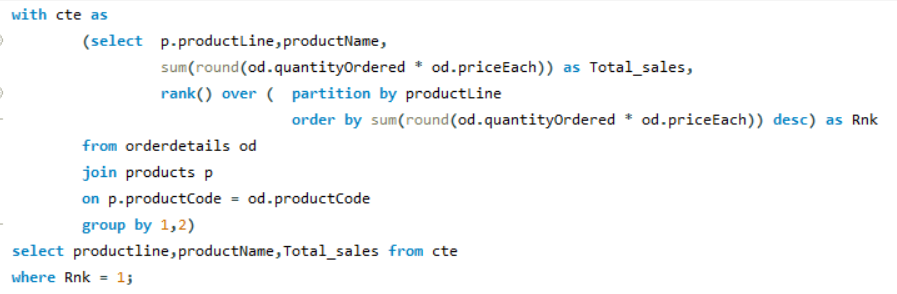 with cte as
(select  p.productLine,productName,
sum(round(od.quantityOrdered * od.priceEach)) as Total_sales,
rank() over (  partition by productLine
order by sum(round(od.quantityOrdered * od.priceEach)) desc) as Rnk
from orderdetails od
join products p
on p.productCode = od.productCode
group by 1,2)
select productline,productName,Total_sales from cte
where Rnk = 1;